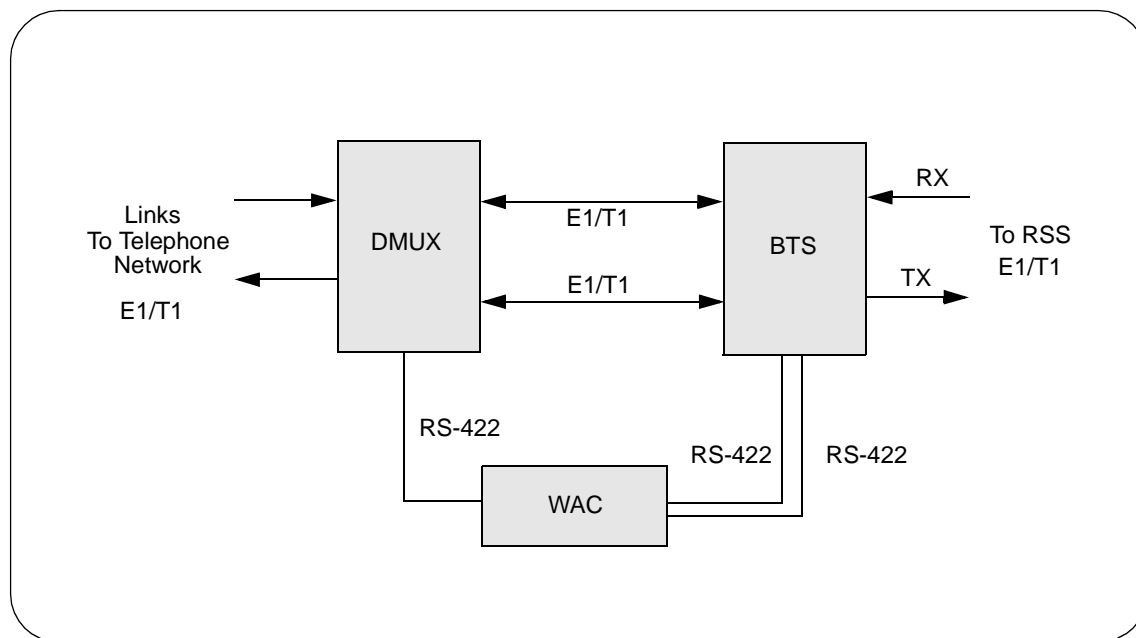 Links
To Telephone
Network
E1/T1
DMUX
E1/T1
E1/T1
BTS
RX
TX
To RSS
E1/T1
RS-422
RS-422
RS-422
WAC